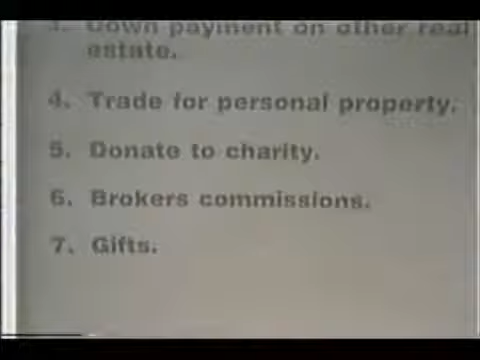 3. Down payment on other real
estate.
4. Trade for personal property.
5. Donate to charity.
6. Brokers commissions.
7. Gifts.